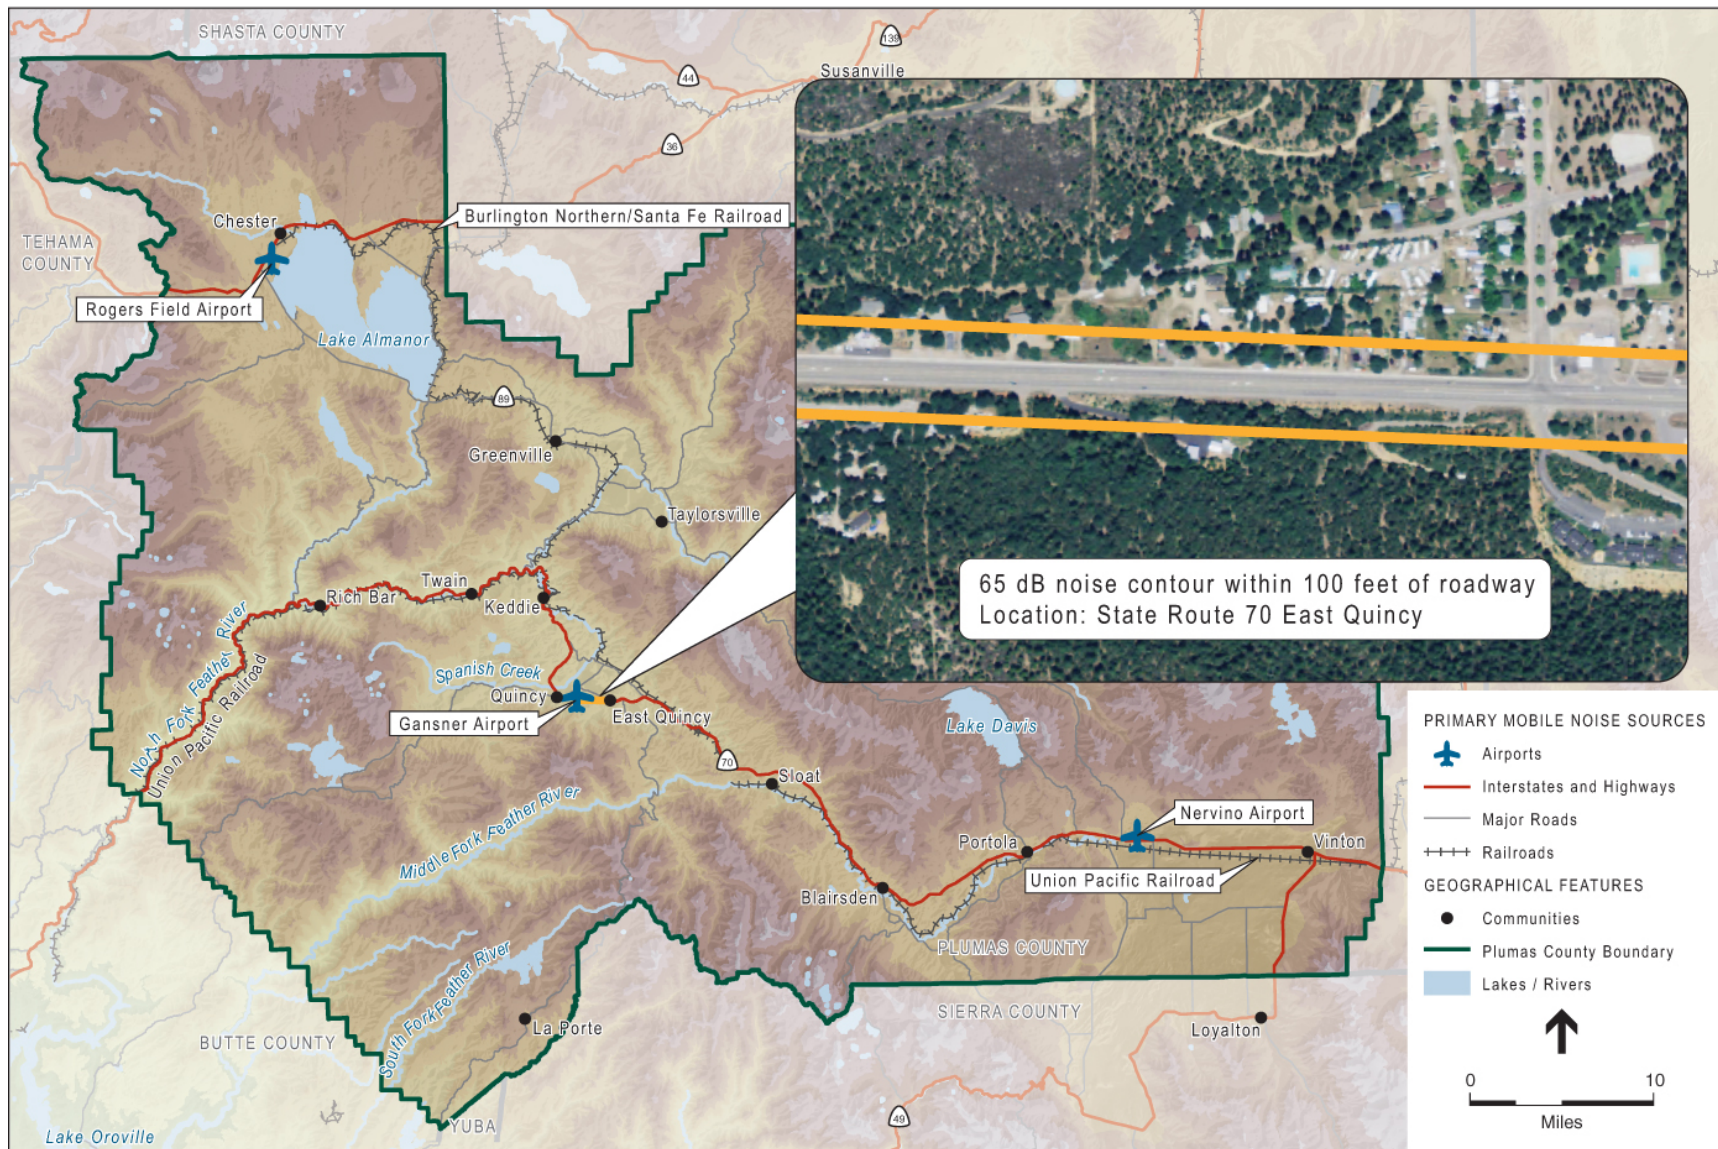 SHASTA COUNTY
139
44
Susanville
36
Burlington Northern/Santa Fe Railroad
Chester
TEHAMA
COUNTY
Rogers Field Airport
Lake Almanor
89
Greenville
Taylorsville
65 dB noise contour within 100 feet of roadway
Location: State Route 70 East Quincy
Twain
Rich Bar
Keddie
North Fork Feather River
Union Pacific Railroad
Spanish Creek
Quincy
Gansner Airport
East Quincy
70
Sloat
Lake Davis
Middle Fork Feather River
Nervino Airport
Portola
Vinton
Union Pacific Railroad
Blairsden
PLUMAS COUNTY
South Fork Feather River
SIERRA COUNTY
La Porte
Loyalton
BUTTE COUNTY
YUBA
49
Lake Oroville
PRIMARY MOBILE NOISE SOURCES
Airports
Interstates and Highways
Major Roads
Railroads
GEOGRAPHICAL FEATURES
Communities
Plumas County Boundary
Lakes / Rivers
0 10
Miles